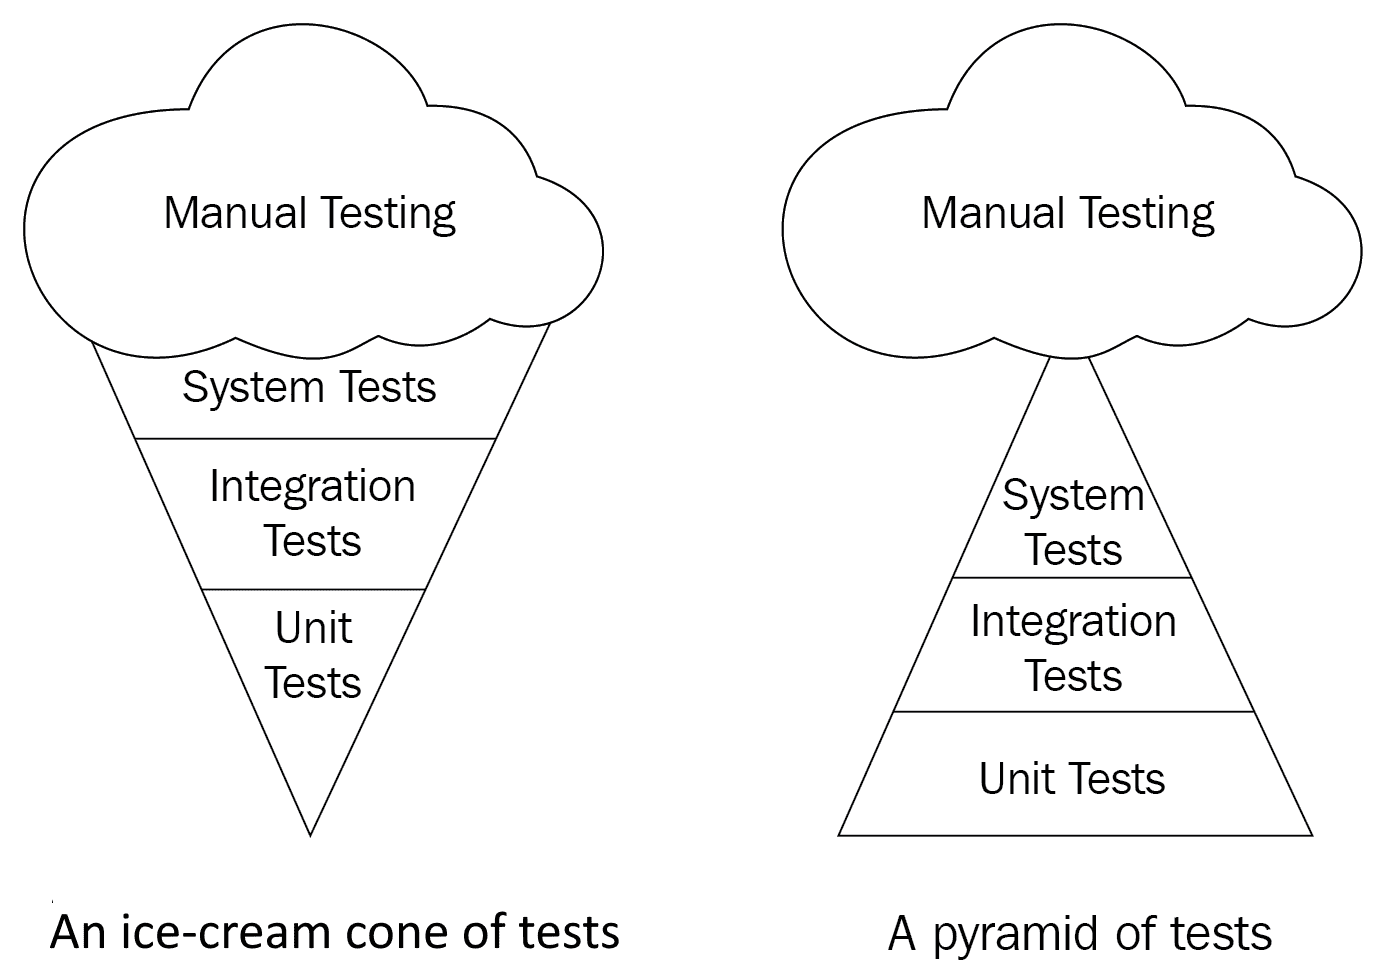 Manual Testing
System Tests
Integration
Tests
Unit
Tests
An ice-cream cone of tests
Manual Testing
System
Tests
Integration
Tests
Unit Tests
A pyramid of tests